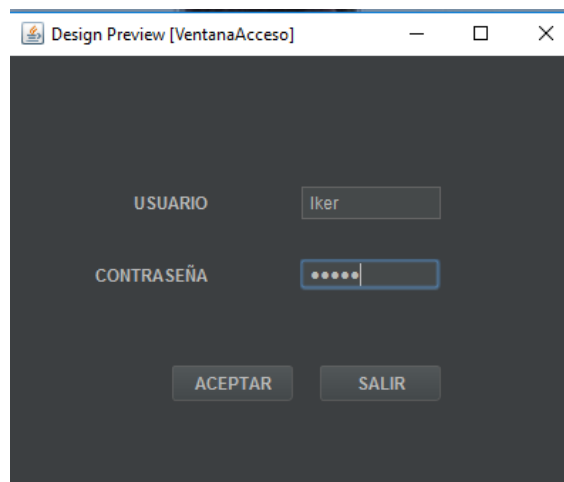 Design Preview [VentanaAcceso]
USUARIO Iker
CONTRASEÑA •••••
ACEPTAR SALIR